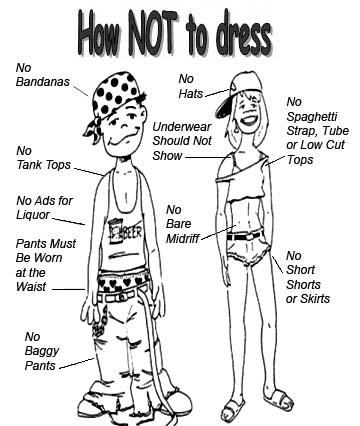 How NOT to dress
No
Bandanas
No
Hats
No
Spaghetti
Strap, Tube
or Low Cut
Tops
Underwear
Should Not
Show
No
Tank Tops
No Ads for
Liquor
BEER
No
Bare
Midriff
Pants Must
Be Worn
at the
Waist
No
Short
Shorts
or Skirts
No
Baggy
Pants